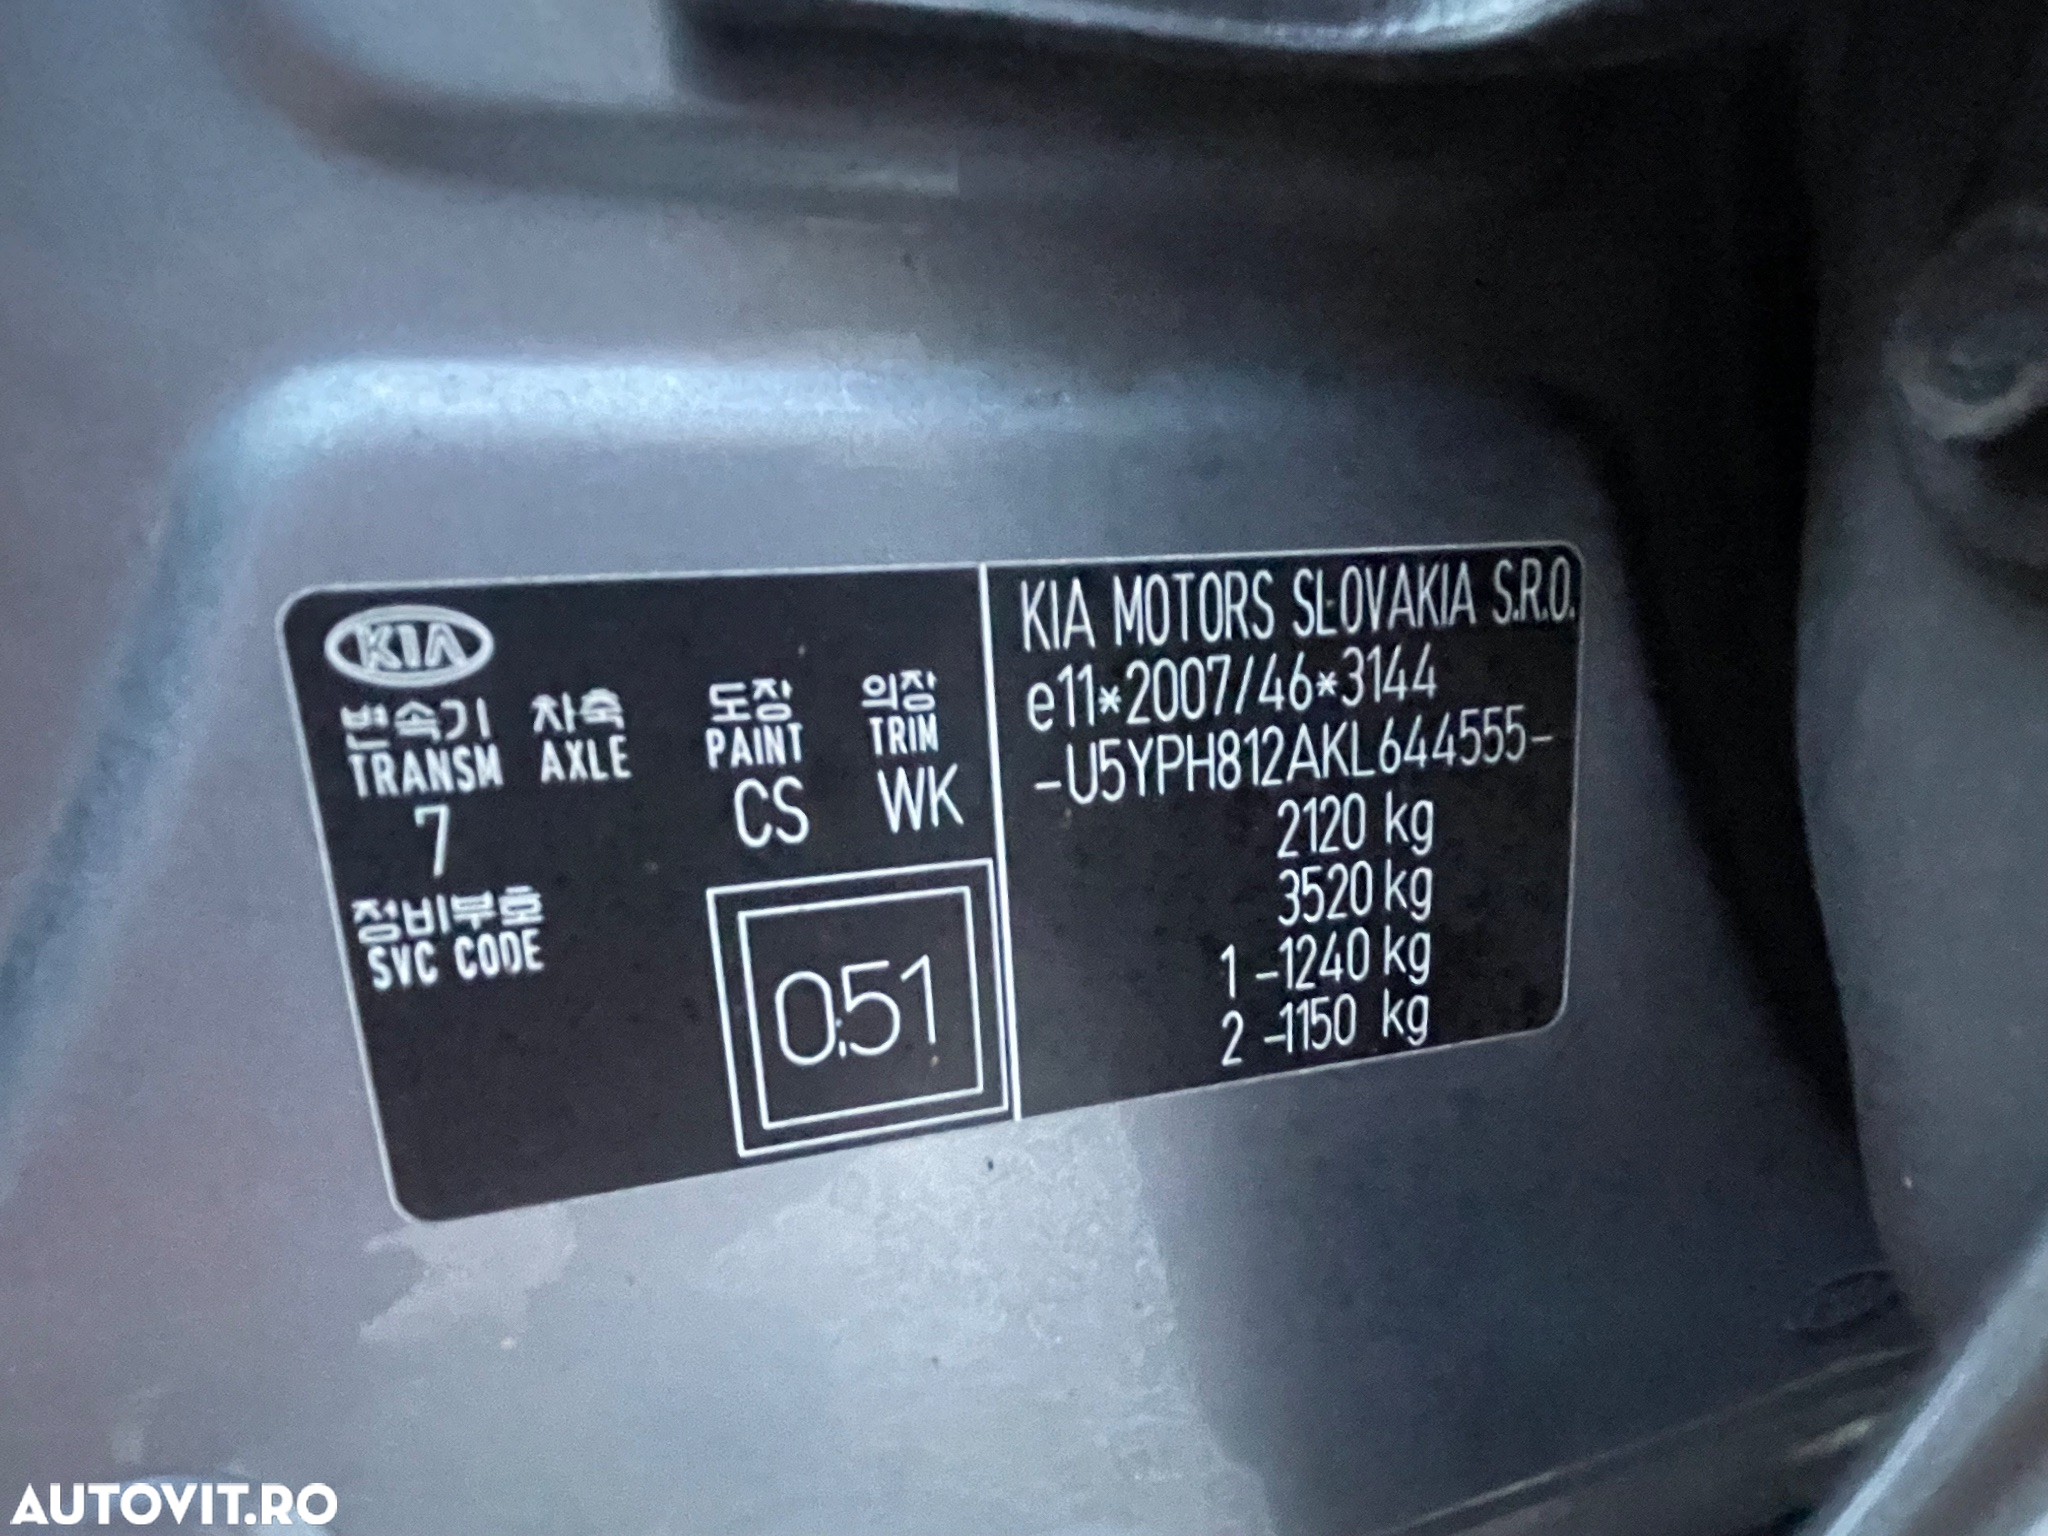 KIA
변속기 차축 도장 의장
TRANSM AXLE PAINT TRIM
7 CS WK
정비부호
SVC CODE
0.51
KIA MOTORS SLOVAKIA S.R.O.
e11*2007/46*3144
-U5YPH812AKL644555-
2120 kg
3520 kg
1 -1240 kg
2 -1150 kg
AUTOVIT.RO